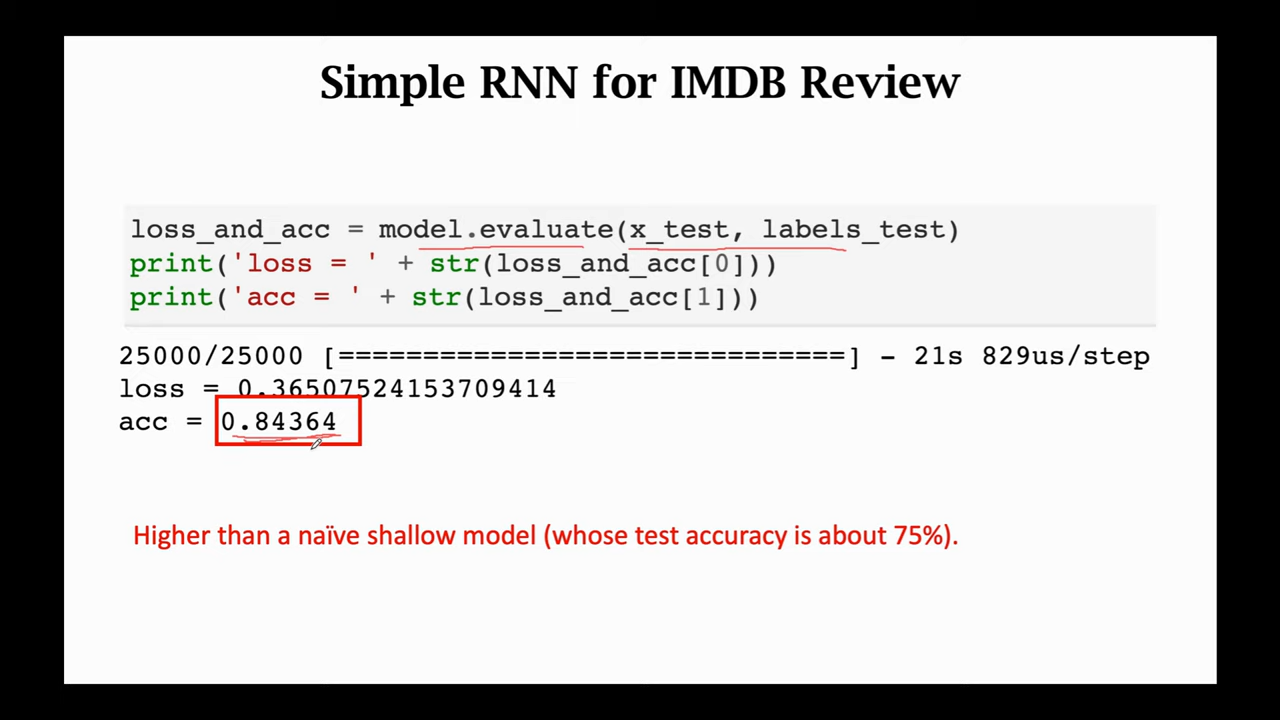 Simple RNN for IMDB Review
loss_and_acc = model.evaluate(x_test, labels_test)
print('loss = ' + str(loss_and_acc[0]))
print('acc = ' + str(loss_and_acc[1]))
25000/25000 [==============================] - 21s 829us/step
loss = 0.36507524153709414
acc = 0.84364
Higher than a naïve shallow model (whose test accuracy is about 75%).